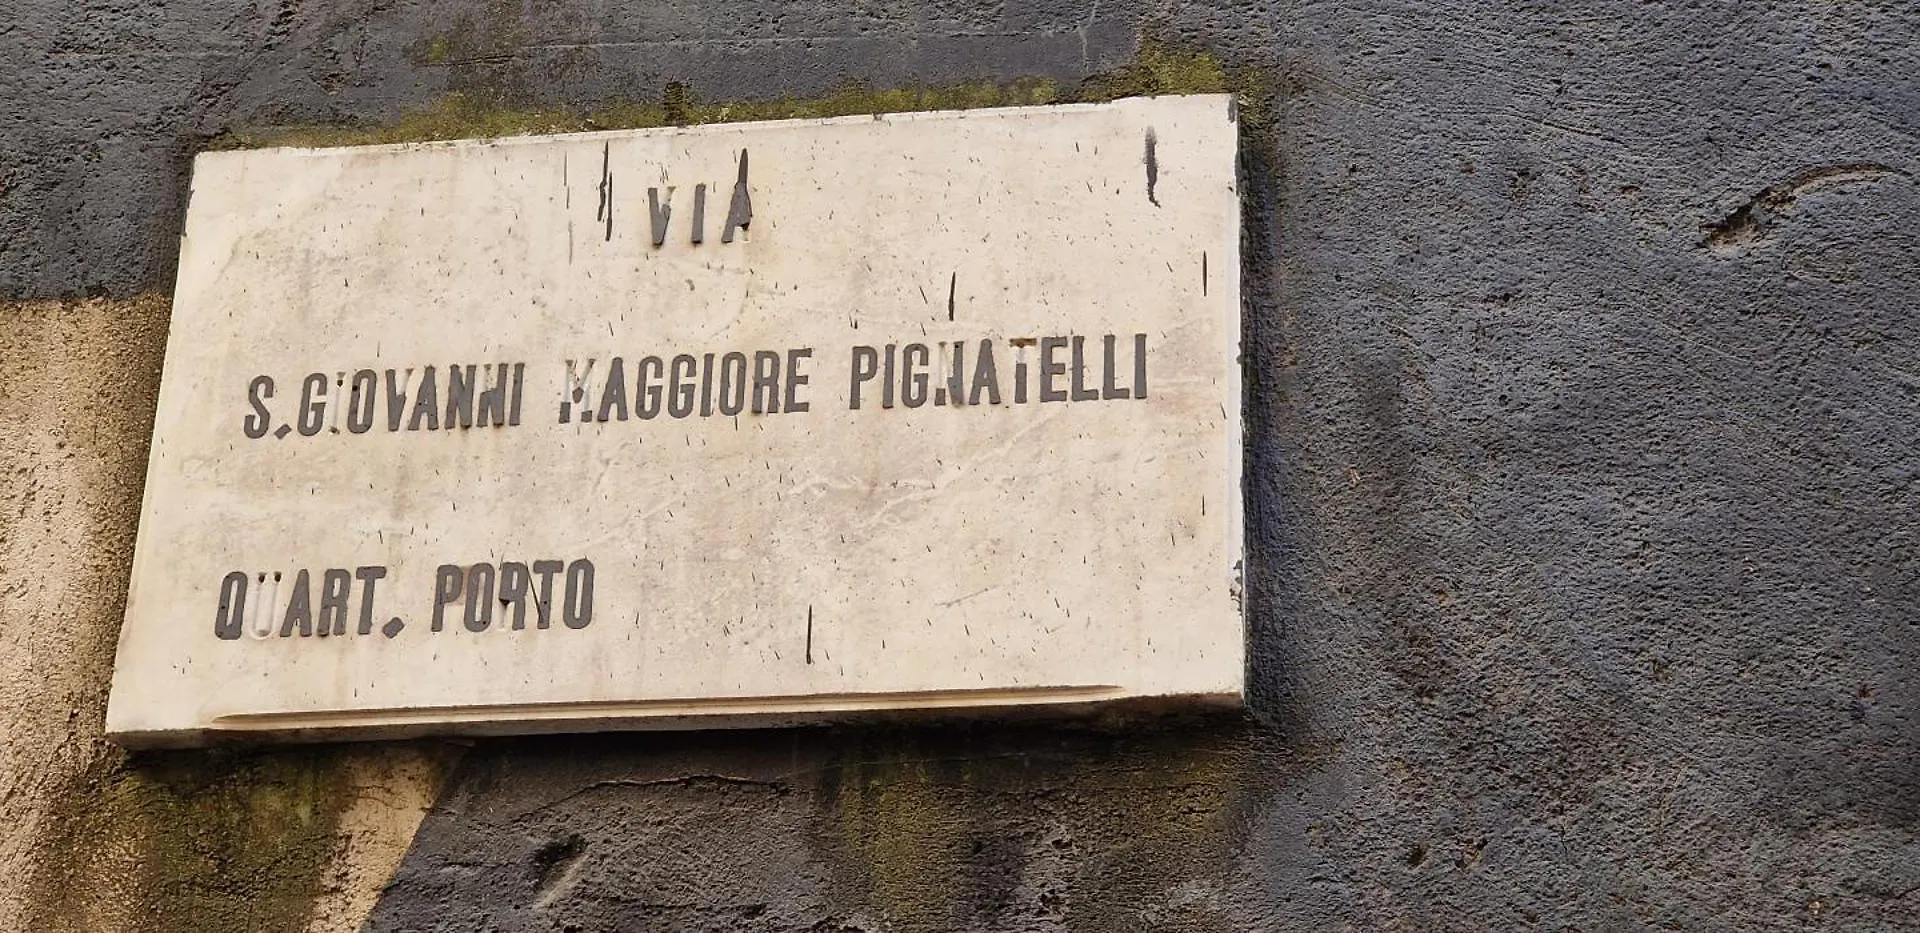 VIA
S. GIOVANNI MAGGIORE PIGNATELLI
QUART. PORTO